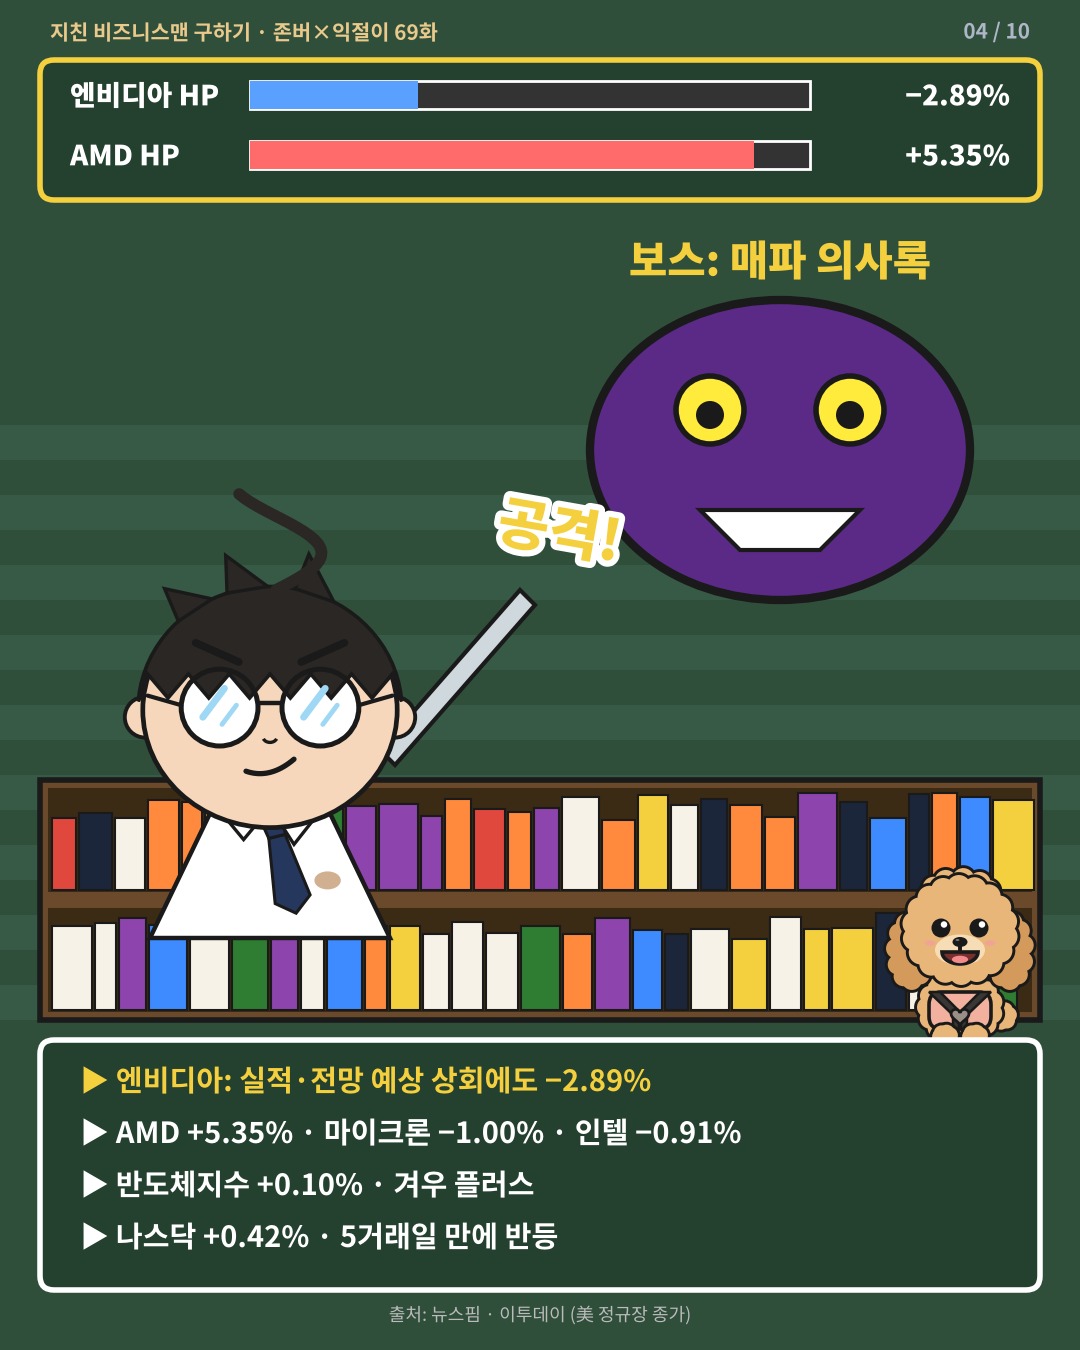 지친 비즈니스맨 구하기 · 존버×익절이 69화
04 / 10
엔비디아 HP −2.89%
AMD HP +5.35%
보스: 매파 의사록
공격!
▶ 엔비디아: 실적·전망 예상 상회에도 −2.89%
▶ AMD +5.35% · 마이크론 −1.00% · 인텔 −0.91%
▶ 반도체지수 +0.10% · 겨우 플러스
▶ 나스닥 +0.42% · 5거래일 만에 반등
출처: 뉴스핌 · 이투데이 (美 정규장 종가)